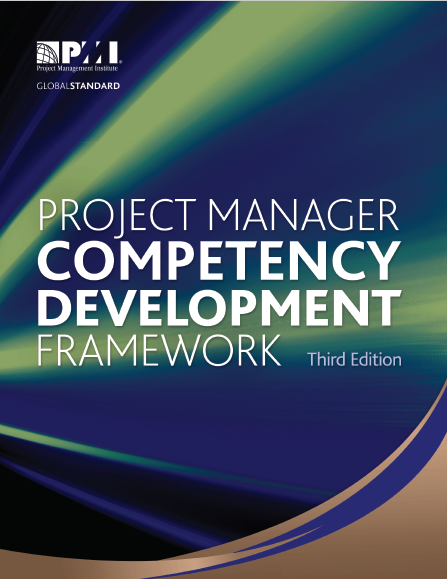 PMI®
Project Management Institute
GLOBALSTANDARD
PROJECT MANAGER
COMPETENCY
DEVELOPMENT
FRAMEWORK Third Edition